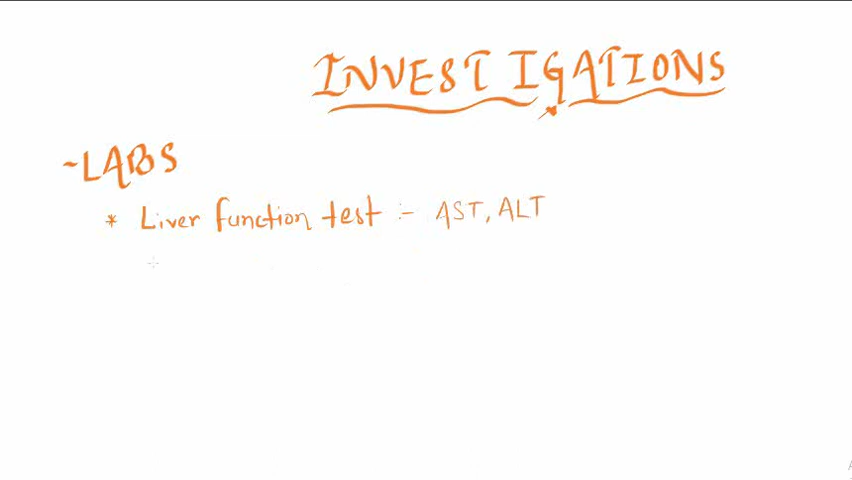 INVESTIGATIONS
~LABS
* Liver function test :- AST, ALT